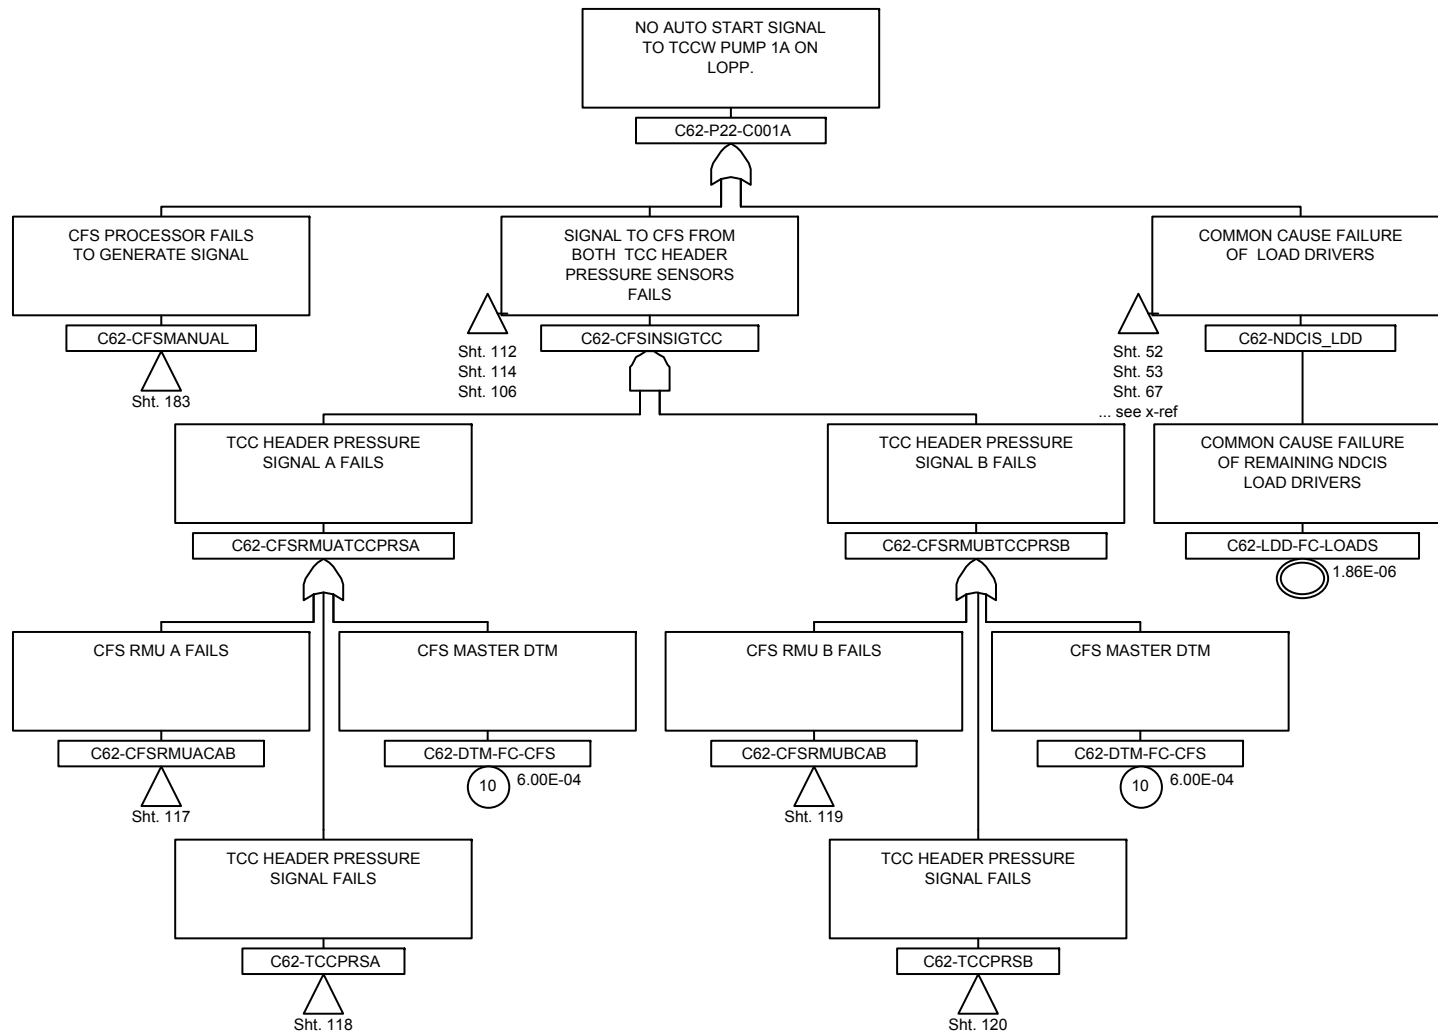 NO AUTO START SIGNAL
TO TCCW PUMP 1A ON
LOPP.
C62-P22-C001A
CFS PROCESSOR FAILS
TO GENERATE SIGNAL
C62-CFSMANUAL
Sht. 183
SIGNAL TO CFS FROM
BOTH TCC HEADER
PRESSURE SENSORS
FAILS
C62-CFSINSIGTCC
Sht. 112
Sht. 114
Sht. 106
COMMON CAUSE FAILURE
OF LOAD DRIVERS
C62-NDCIS_LDD
Sht. 52
Sht. 53
Sht. 67
... see x-ref
TCC HEADER PRESSURE
SIGNAL A FAILS
C62-CFSRMUATCCPRSA
TCC HEADER PRESSURE
SIGNAL B FAILS
C62-CFSRMUBTCCPRSB
COMMON CAUSE FAILURE
OF REMAINING NDCIS
LOAD DRIVERS
C62-LDD-FC-LOADS
1.86E-06
CFS RMU A FAILS
C62-CFSRMUACAB
Sht. 117
CFS MASTER DTM
C62-DTM-FC-CFS
10
6.00E-04
CFS RMU B FAILS
C62-CFSRMUBCAB
Sht. 119
CFS MASTER DTM
C62-DTM-FC-CFS
10
6.00E-04
TCC HEADER PRESSURE
SIGNAL FAILS
C62-TCCPRSA
Sht. 118
TCC HEADER PRESSURE
SIGNAL FAILS
C62-TCCPRSB
Sht. 120